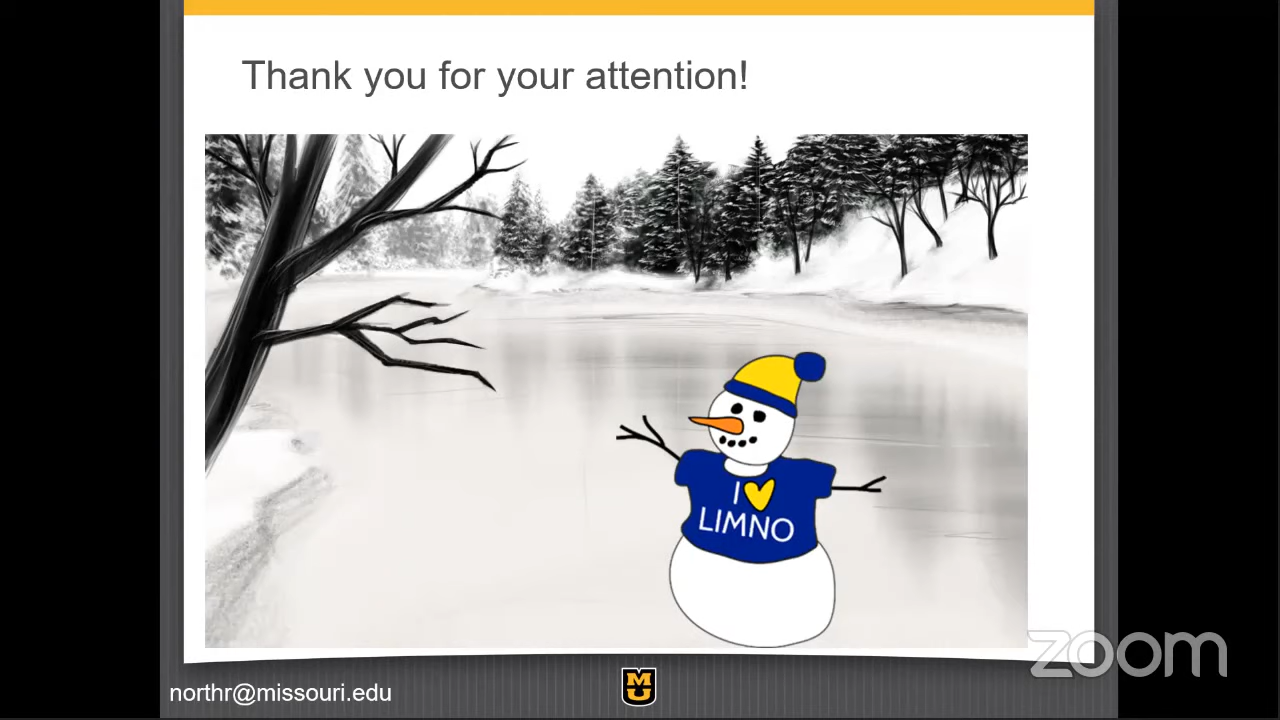 Thank you for your attention!
I
LIMNO
zoom
northr@missouri.edu
MU